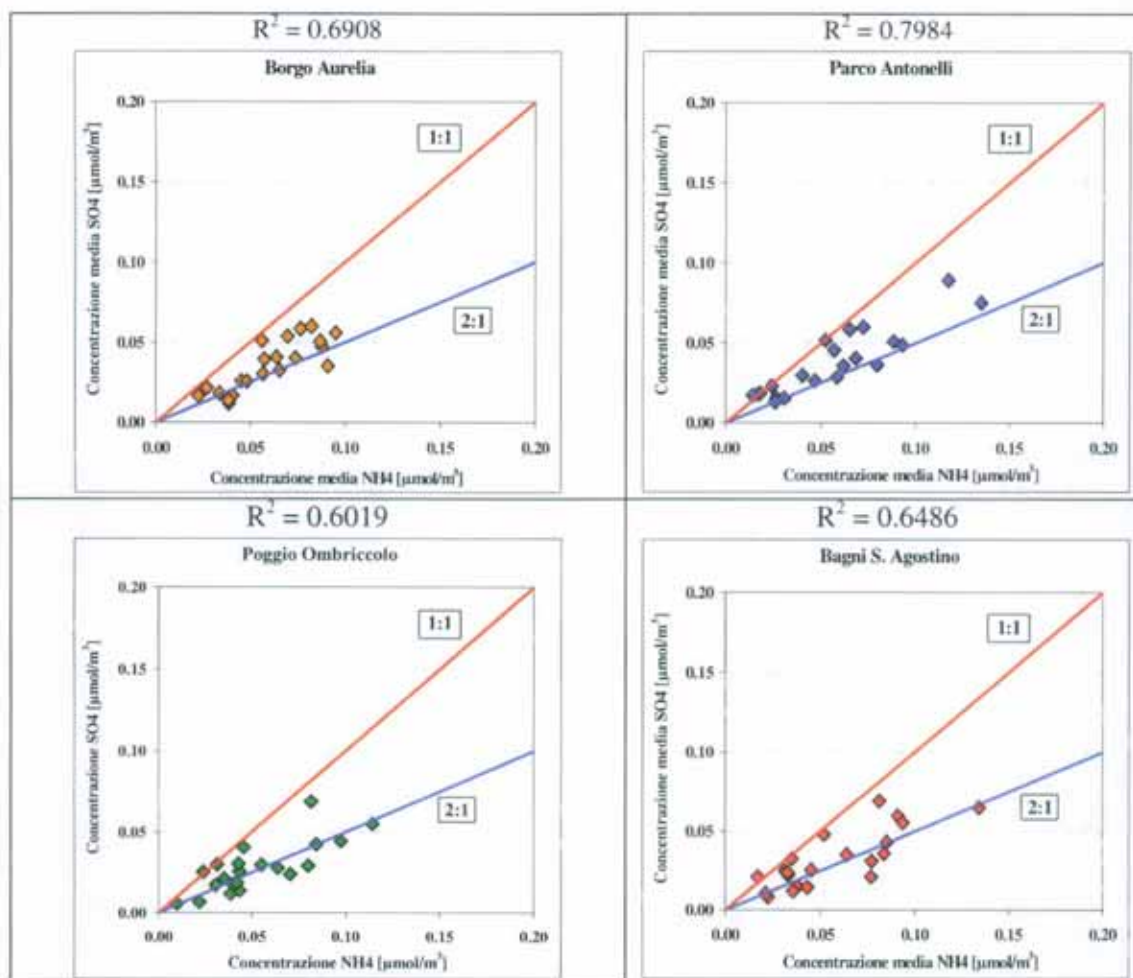 R² = 0.6908
Borgo Aurelia
Concentrazione media SO4 [µmol/m³]
0.20
0.15
0.10
0.05
0.00
1:1
2:1
0.00 0.05 0.10 0.15 0.20
Concentrazione media NH4 [µmol/m³]
R² = 0.7984
Parco Antonelli
Concentrazione media SO4 [µmol/m³]
0.20
0.15
0.10
0.05
0.00
1:1
2:1
0.00 0.05 0.10 0.15 0.20
Concentrazione media NH4 [µmol/m³]
R² = 0.6019
Poggio Ombriccolo
Concentrazione SO4 [µmol/m³]
0.20
0.15
0.10
0.05
0.00
1:1
2:1
0.00 0.05 0.10 0.15 0.20
Concentrazione NH4 [µmol/m³]
R² = 0.6486
Bagni S. Agostino
Concentrazione media SO4 [µmol/m³]
0.20
0.15
0.10
0.05
0.00
1:1
2:1
0.00 0.05 0.10 0.15 0.20
Concentrazione media NH4 [µmol/m³]